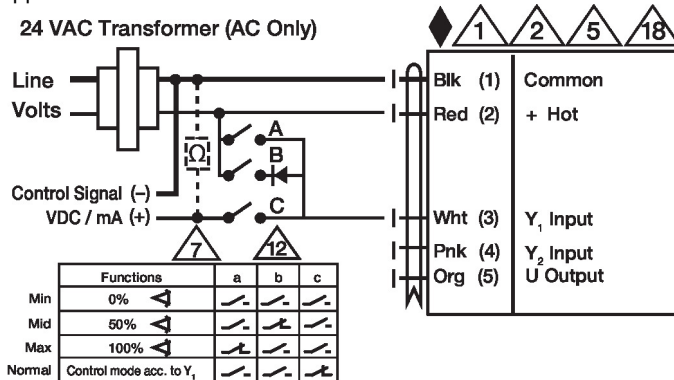 24 VAC Transformer (AC Only)
1 2 5 18
Line
Volts
Blk (1) Common
Red (2) + Hot
A
Ω
B
Control Signal (–)
VDC / mA (+)
C
Wht (3) Y₁ Input
Pnk (4) Y₂ Input
Org (5) U Output
7 12
Functions a b c
Min 0%
Mid 50%
Max 100%
Normal Control mode acc. to Y₁